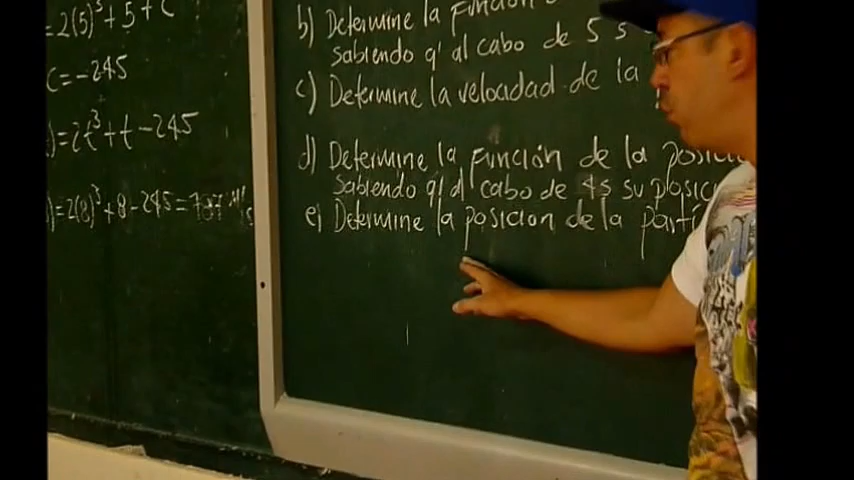 =2(5)³+5+C
C=-245
)=2t³+t-245
)=2(8)³+8-245=787 m/s
b) Determine la Función
sabiendo q' al cabo de 5 s
c) Determine la velocidad de la
d) Determine la Función de la posici
sabiendo q' al cabo de 4s su posic
e) Determine la posicion de la partí